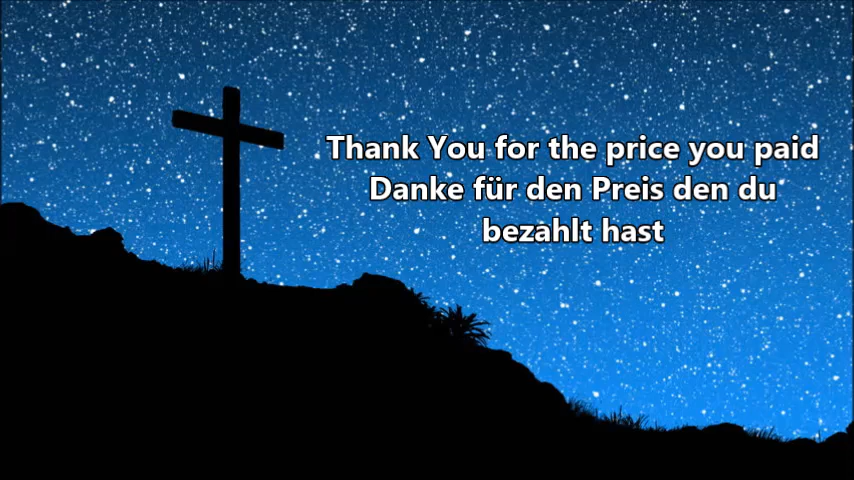 Thank You for the price you paid
Danke für den Preis den du
bezahlt hast